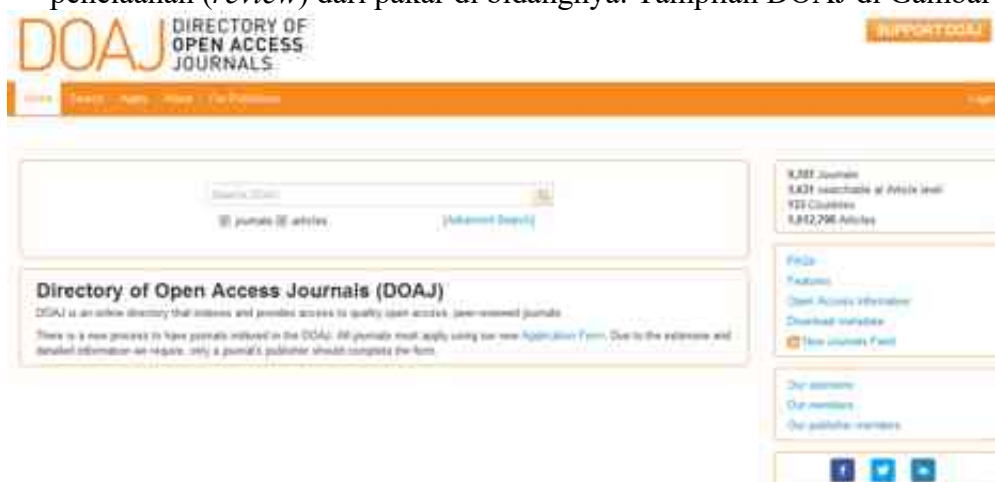 penelaahan (review) dari pakar di bidangnya. Tampilan DOAJ di Gambar
DOAJ
DIRECTORY OF
OPEN ACCESS
JOURNALS
SUPPORT DOAJ
Home Search Apply About For Publishers
Login
Search DOAJ
journals articles [Advanced Search]
Journals
searchable at Article level
Countries
Articles
FAQs
Features
Open Access Information
Download metadata
New Journals Feed
Our sponsors
Our members
Our publisher members
Directory of Open Access Journals (DOAJ)
DOAJ is an online directory that indexes and provides access to quality open access, peer-reviewed journals.
There is a new process to have journals indexed in the DOAJ. All journals must apply using our new Application Form. Due to the extensive and
detailed information we require, only a journal's publisher should complete the form.